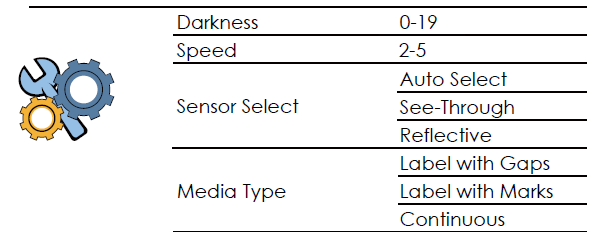 Darkness 0-19
Speed 2-5
Auto Select
Sensor Select See-Through
Reflective
Label with Gaps
Media Type Label with Marks
Continuous